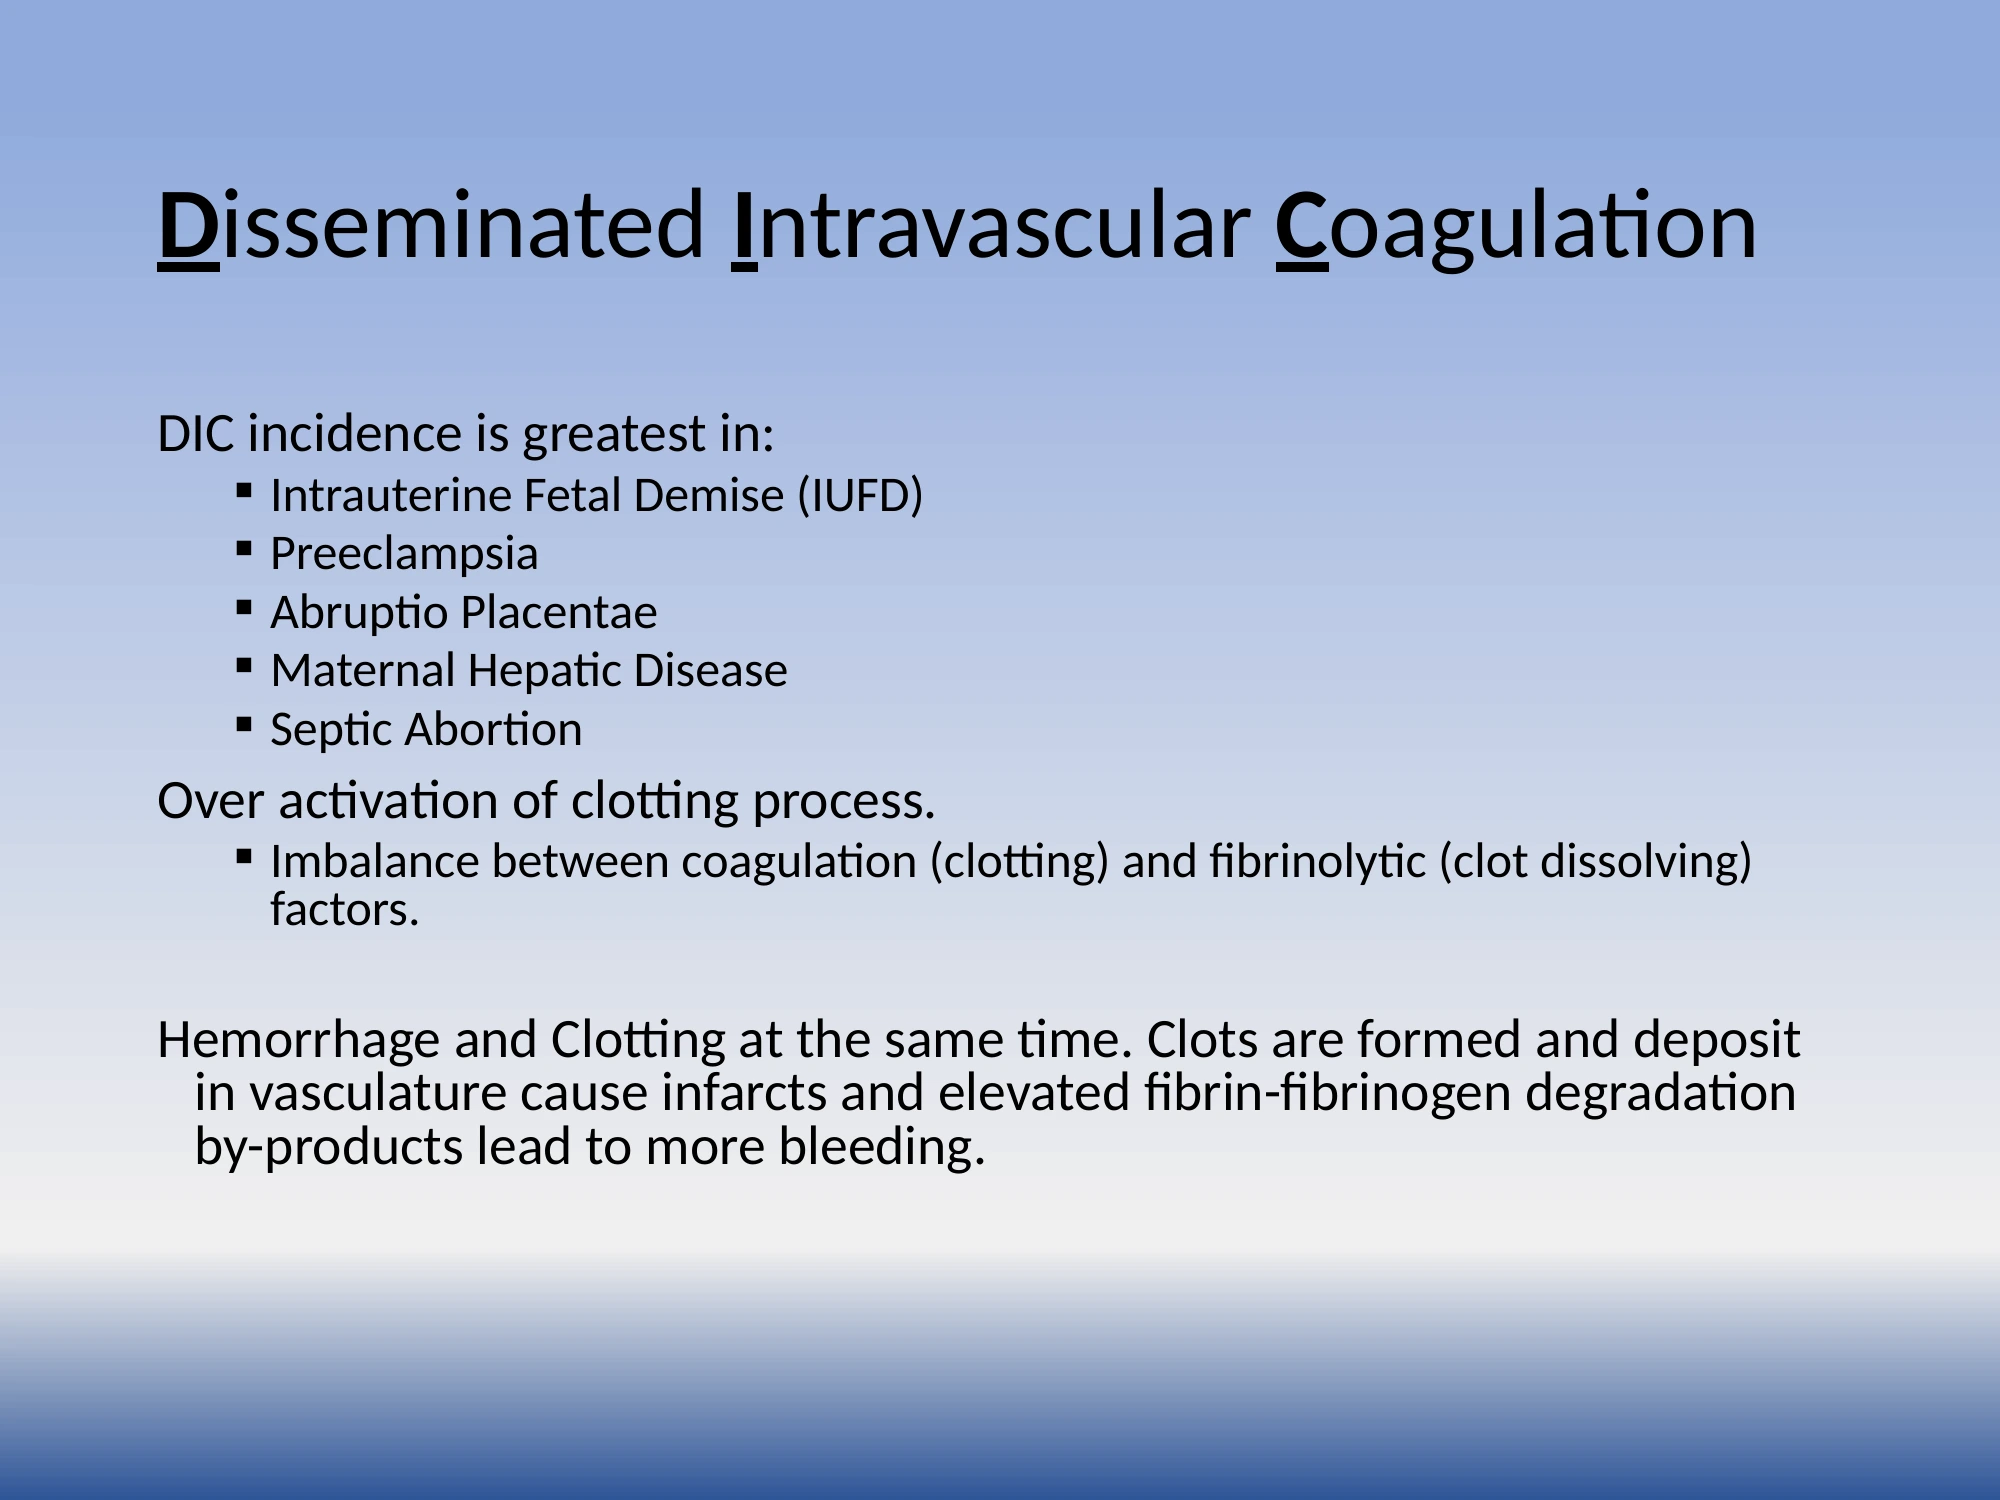 Disseminated Intravascular Coagulation
DIC incidence is greatest in:
▪ Intrauterine Fetal Demise (IUFD)
▪ Preeclampsia
▪ Abruptio Placentae
▪ Maternal Hepatic Disease
▪ Septic Abortion
Over activation of clotting process.
▪ Imbalance between coagulation (clotting) and fibrinolytic (clot dissolving)
factors.
Hemorrhage and Clotting at the same time. Clots are formed and deposit
in vasculature cause infarcts and elevated fibrin-fibrinogen degradation
by-products lead to more bleeding.